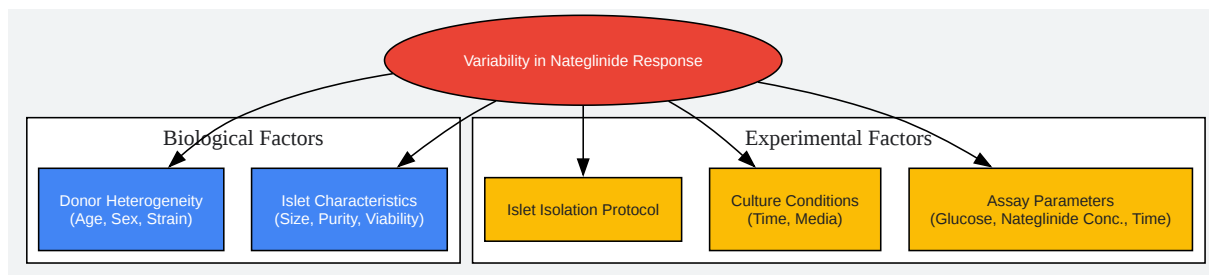 Variability in Nateglinide Response
Biological Factors
Experimental Factors
Donor Heterogeneity
(Age, Sex, Strain)
Islet Characteristics
(Size, Purity, Viability)
Islet Isolation Protocol
Culture Conditions
(Time, Media)
Assay Parameters
(Glucose, Nateglinide Conc., Time)